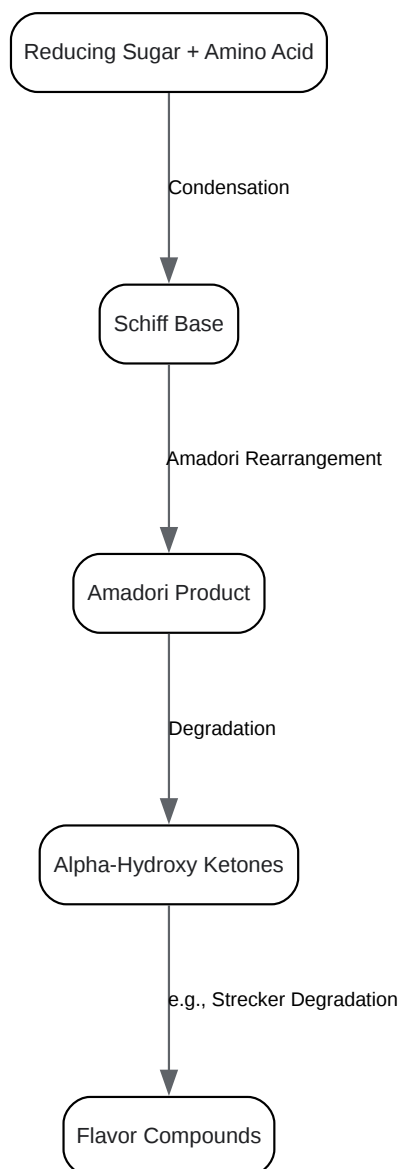 Reducing Sugar + Amino Acid
Condensation
Schiff Base
Amadori Rearrangement
Amadori Product
Degradation
Alpha-Hydroxy Ketones
e.g., Strecker Degradation
Flavor Compounds